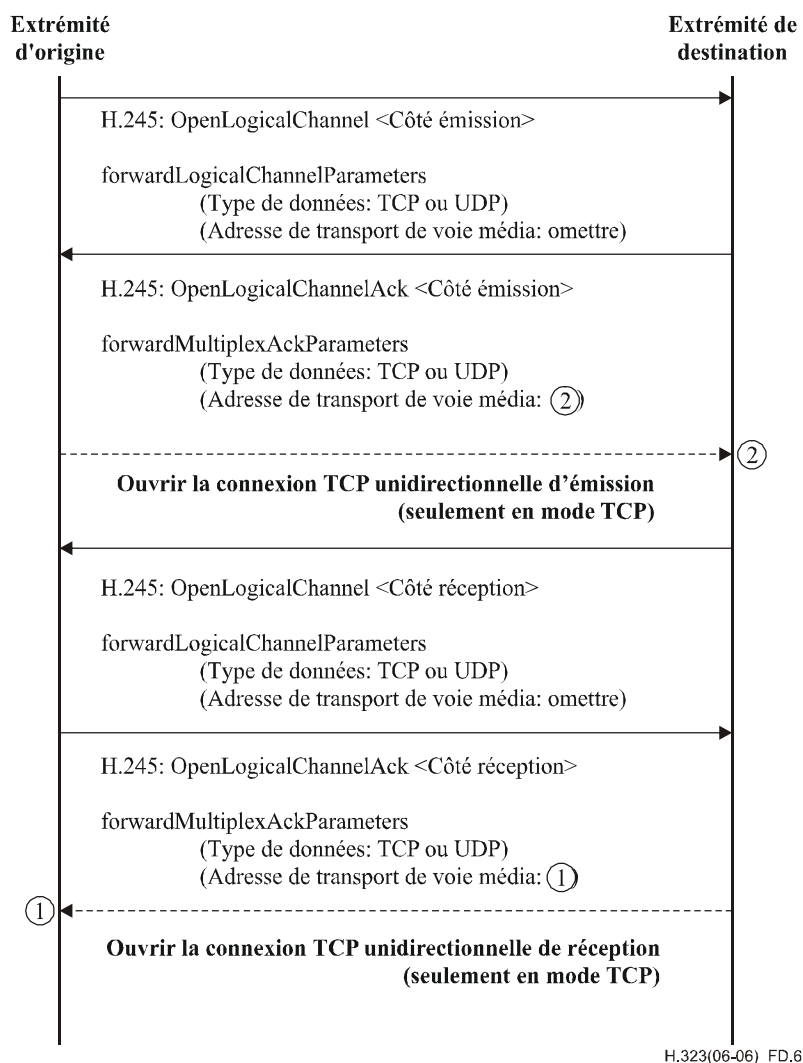 Extrémité
d'origine
Extrémité de
destination
H.245: OpenLogicalChannel <Côté émission>
forwardLogicalChannelParameters
(Type de données: TCP ou UDP)
(Adresse de transport de voie média: omettre)
H.245: OpenLogicalChannelAck <Côté émission>
forwardMultiplexAckParameters
(Type de données: TCP ou UDP)
(Adresse de transport de voie média: 2)
2
Ouvrir la connexion TCP unidirectionnelle d’émission
(seulement en mode TCP)
H.245: OpenLogicalChannel <Côté réception>
forwardLogicalChannelParameters
(Type de données: TCP ou UDP)
(Adresse de transport de voie média: omettre)
H.245: OpenLogicalChannelAck <Côté réception>
forwardMultiplexAckParameters
(Type de données: TCP ou UDP)
(Adresse de transport de voie média: 1)
1
Ouvrir la connexion TCP unidirectionnelle de réception
(seulement en mode TCP)
H.323(06-06)_FD.6